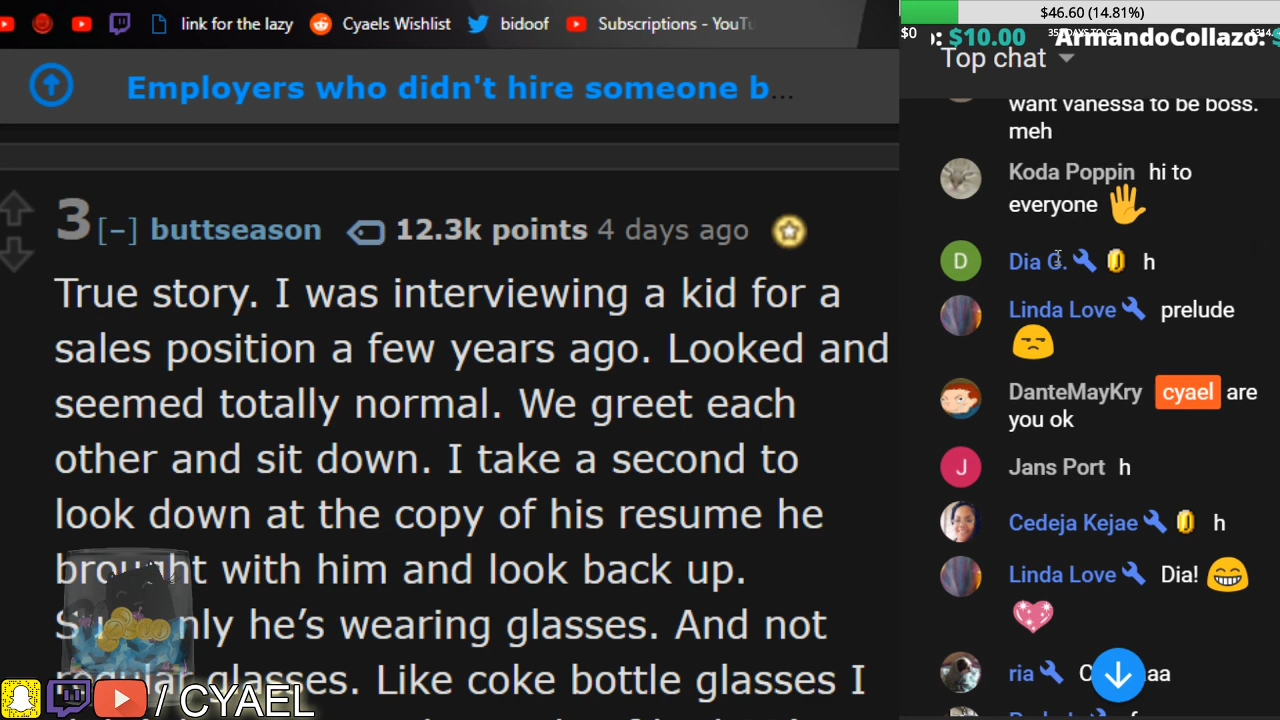 link for the lazy
Cyaels Wishlist
bidoof
Subscriptions - YouTu
Employers who didn't hire someone b...
3 [–] buttseason 12.3k points 4 days ago
True story. I was interviewing a kid for a
sales position a few years ago. Looked and
seemed totally normal. We greet each
other and sit down. I take a second to
look down at the copy of his resume he
brought with him and look back up.
he's wearing glasses. And not
regular glasses. Like coke bottle glasses I
/ CYAEL
$46.60 (14.81%)
$0
: $10.00 ArmandoCollazo:
Top chat
want vanessa to be boss.
meh
Koda Poppin hi to
everyone
D
Dia G. h
Linda Love prelude
DanteMayKry cyael are
you ok
J
Jans Port h
Cedeja Kejae h
Linda Love Dia!
ria C aa